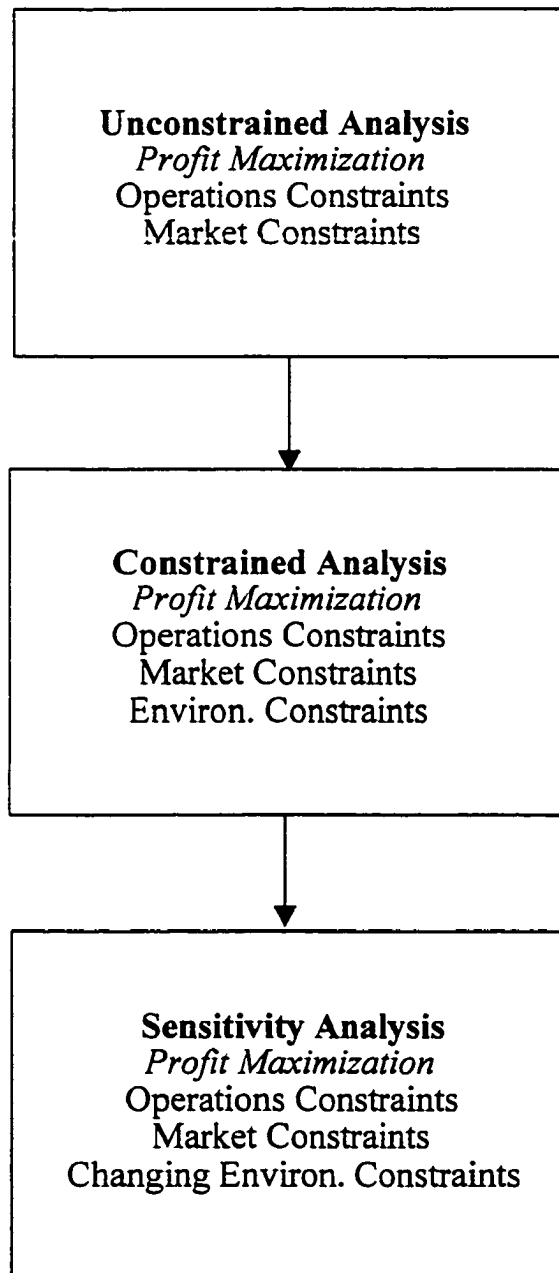 Unconstrained Analysis
Profit Maximization
Operations Constraints
Market Constraints
Constrained Analysis
Profit Maximization
Operations Constraints
Market Constraints
Environ. Constraints
Sensitivity Analysis
Profit Maximization
Operations Constraints
Market Constraints
Changing Environ. Constraints